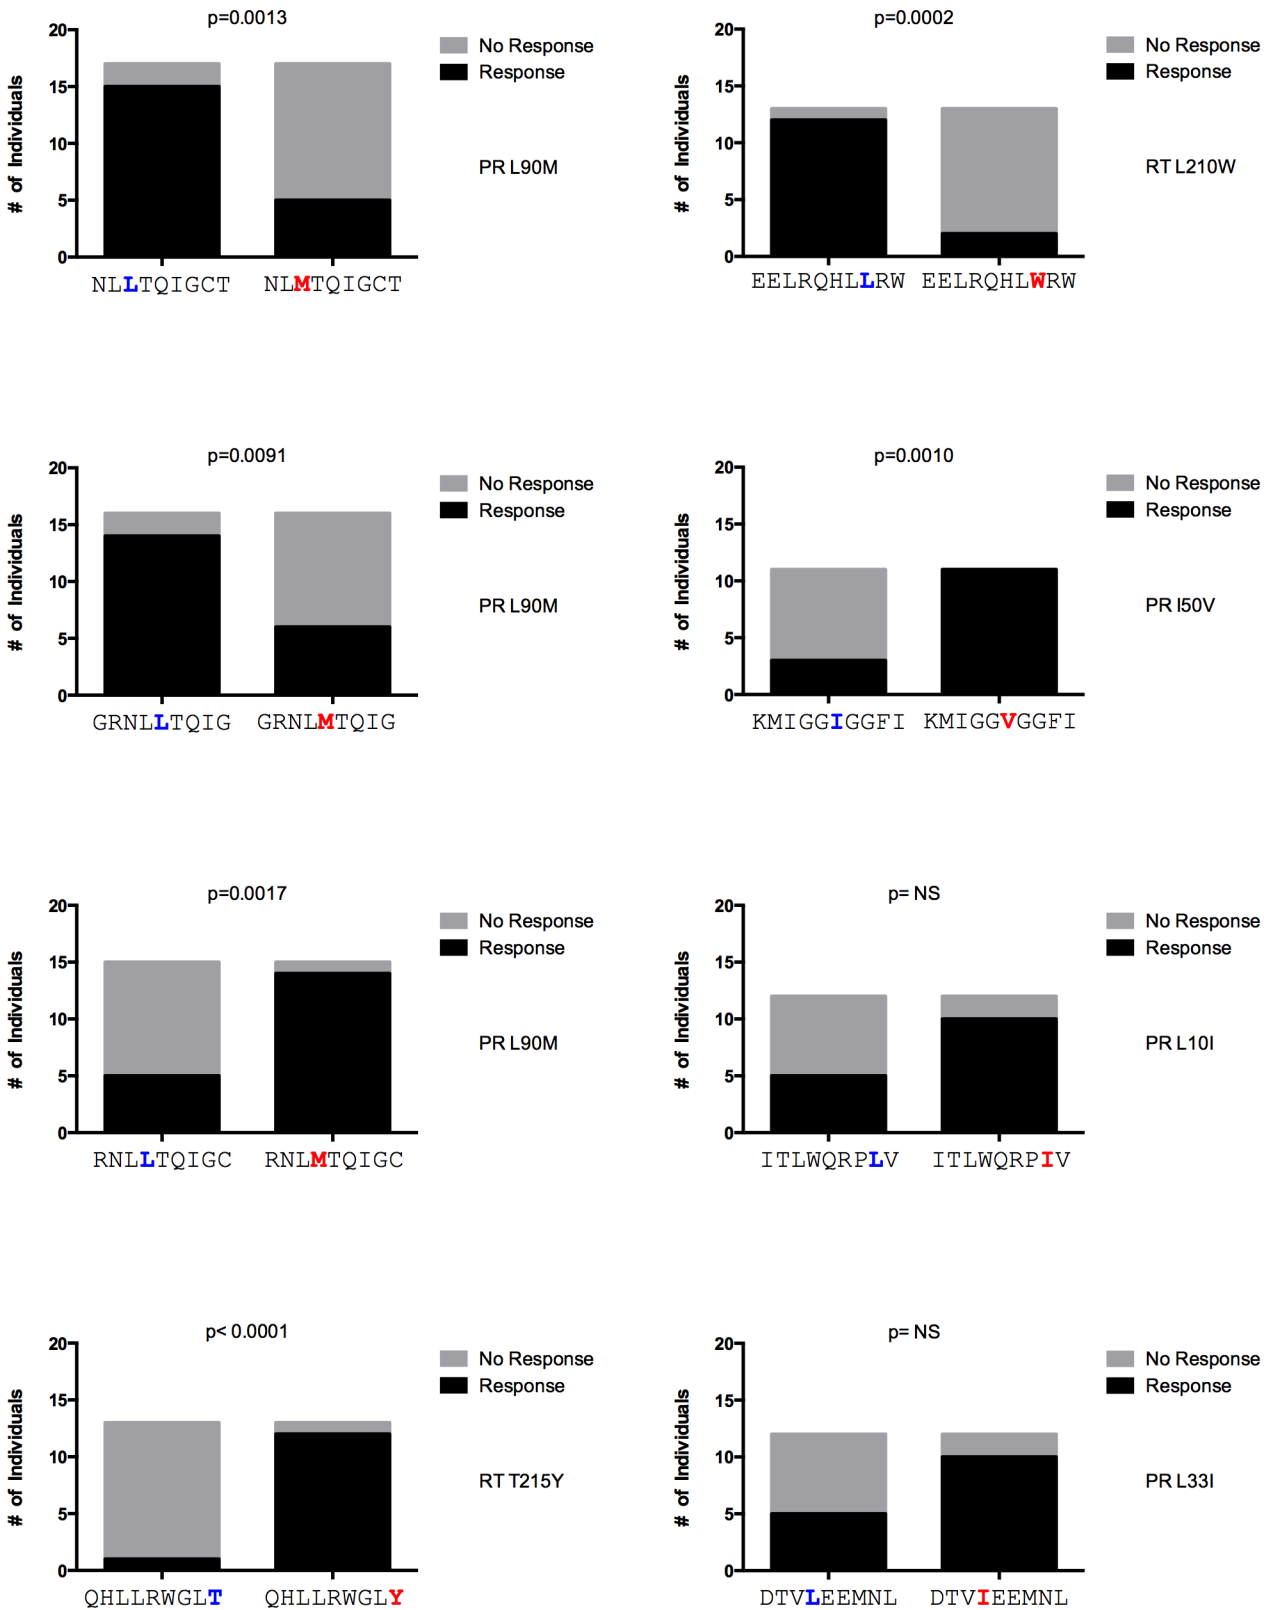 p=0.0013
20
15
10
5
0
# of Individuals
No Response
Response
PR L90M
NLLTQIGCT NLMTQIGCT
p=0.0002
20
15
10
5
0
# of Individuals
No Response
Response
RT L210W
EELRQHLLRW EELRQHLWRW
p=0.0091
20
15
10
5
0
# of Individuals
No Response
Response
PR L90M
GRNLLTQIG GRNLMTQIG
p=0.0010
20
15
10
5
0
# of Individuals
No Response
Response
PR I50V
KMIGGIGGFI KMIGGVGGFI
p=0.0017
20
15
10
5
0
# of Individuals
No Response
Response
PR L90M
RNLLTQIGC RNLMTQIGC
p= NS
20
15
10
5
0
# of Individuals
No Response
Response
PR L10I
ITLWQRPLV ITLWQRPIV
p< 0.0001
20
15
10
5
0
# of Individuals
No Response
Response
RT T215Y
QHLLRWGLT QHLLRWGLY
p= NS
20
15
10
5
0
# of Individuals
No Response
Response
PR L33I
DTVLEEMNL DTVIEEMNL